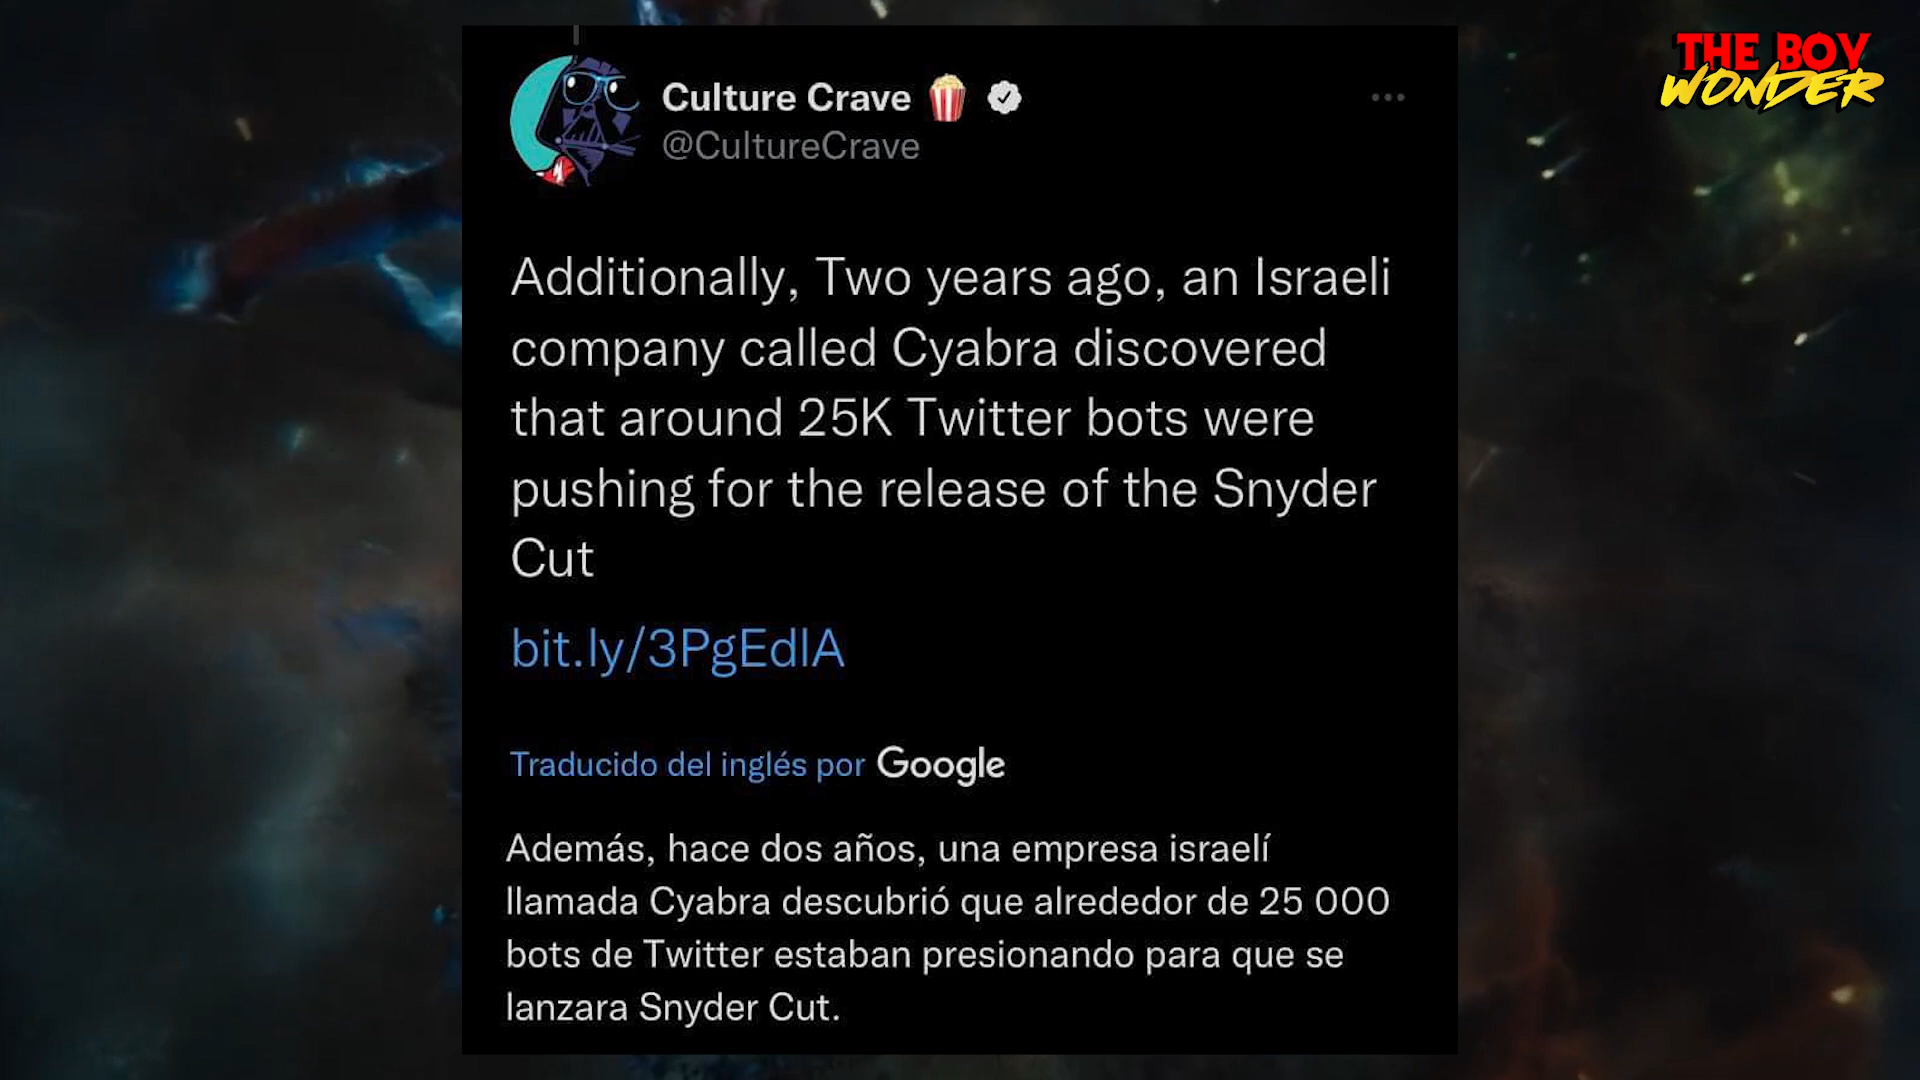 THE BOY
WONDER
Culture Crave 🍿
@CultureCrave
Additionally, Two years ago, an Israeli
company called Cyabra discovered
that around 25K Twitter bots were
pushing for the release of the Snyder
Cut
bit.ly/3PgEdlA
Traducido del inglés por Google
Además, hace dos años, una empresa israelí
llamada Cyabra descubrió que alrededor de 25 000
bots de Twitter estaban presionando para que se
lanzara Snyder Cut.